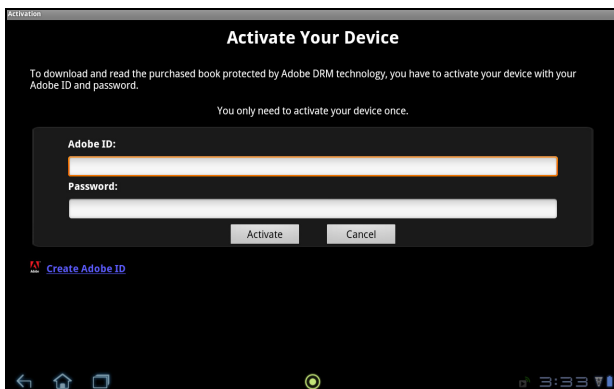 Activation
Activate Your Device
To download and read the purchased book protected by Adobe DRM technology, you have to activate your device with your
Adobe ID and password.
You only need to activate your device once.
Adobe ID:
Password:
Activate Cancel
Create Adobe ID
3:33